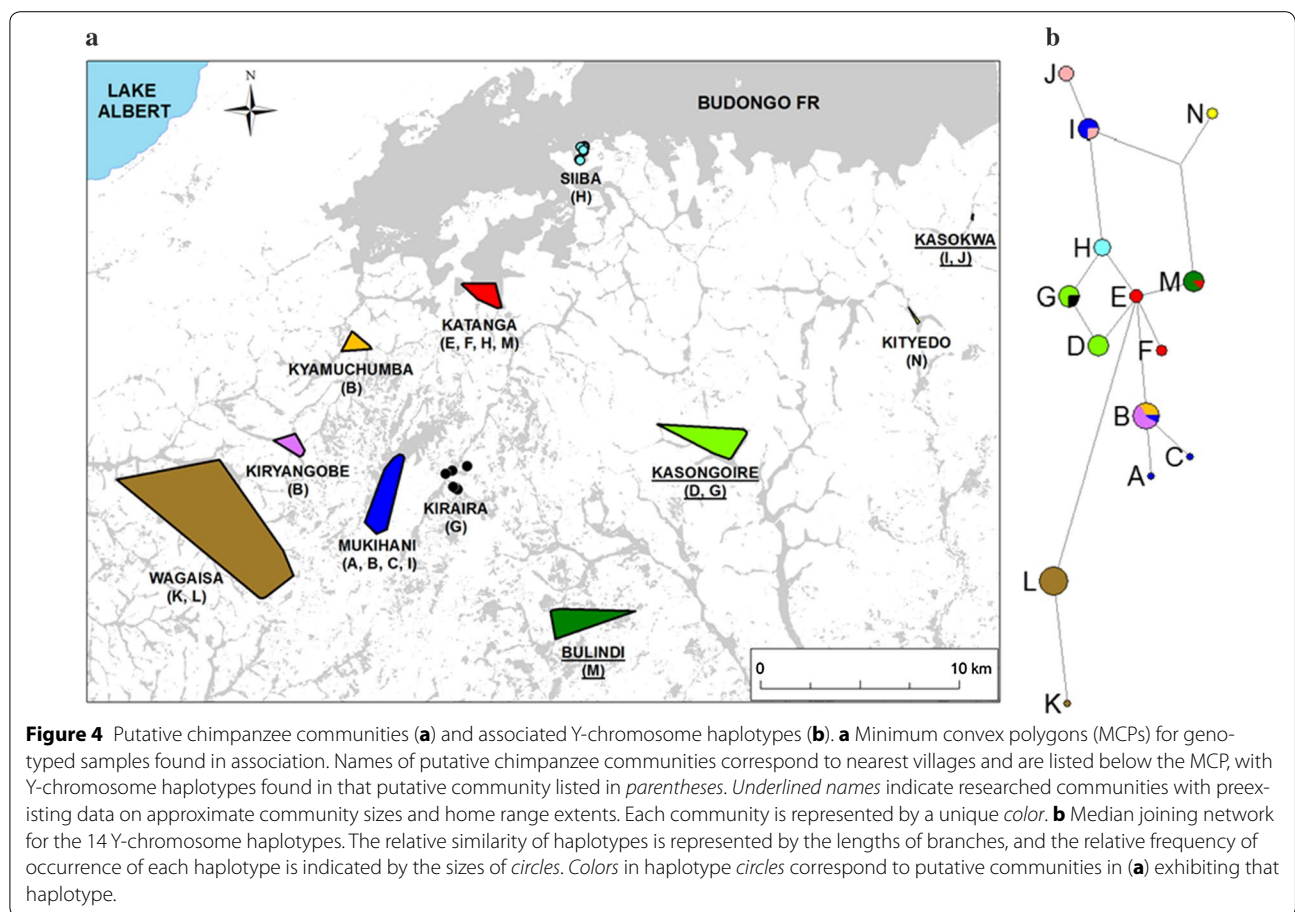 a
b
LAKE
ALBERT
N
BUDONGO FR
SIIBA
(H)
KASOKWA
(I, J)
KATANGA
(E, F, H, M)
KITYEDO
(N)
KYAMUCHUMBA
(B)
KIRYANGOBE
(B)
KASONGOIRE
(D, G)
KIRAIRA
(G)
MUKIHANI
(A, B, C, I)
WAGAISA
(K, L)
BULINDI
(M)
0 10 km
J
N
I
H
G
E
M
D
F
B
A
C
L
K
Figure 4 Putative chimpanzee communities (a) and associated Y-chromosome haplotypes (b). a Minimum convex polygons (MCPs) for geno-
typed samples found in association. Names of putative chimpanzee communities correspond to nearest villages and are listed below the MCP, with
Y-chromosome haplotypes found in that putative community listed in parentheses. Underlined names indicate researched communities with preex-
isting data on approximate community sizes and home range extents. Each community is represented by a unique color. b Median joining network
for the 14 Y-chromosome haplotypes. The relative similarity of haplotypes is represented by the lengths of branches, and the relative frequency of
occurrence of each haplotype is indicated by the sizes of circles. Colors in haplotype circles correspond to putative communities in (a) exhibiting that
haplotype.